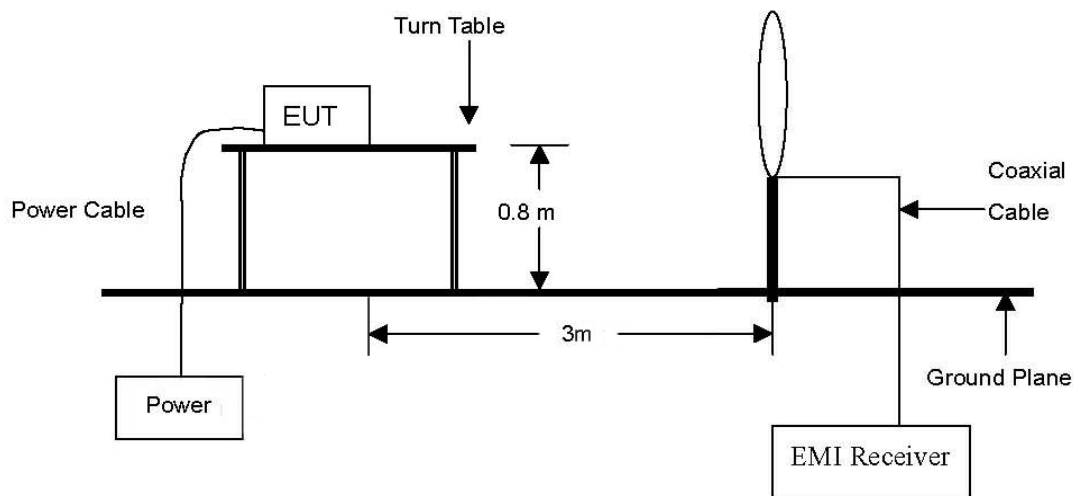 Turn Table
EUT
Power Cable
0.8 m
Coaxial
Cable
3m
Ground Plane
Power
EMI Receiver